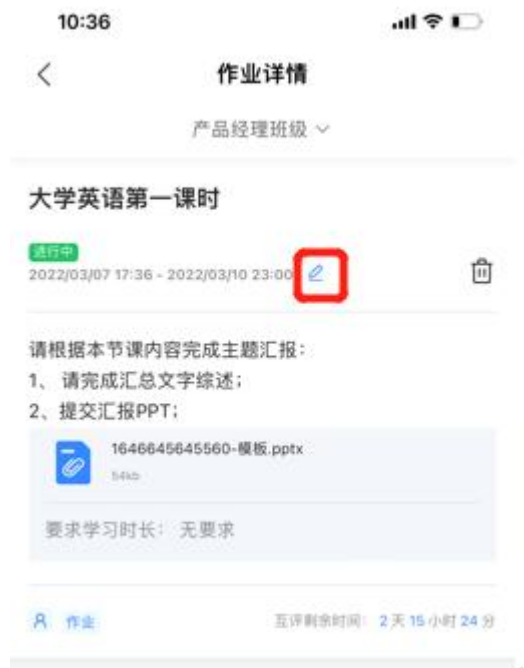 10:36
作业详情
产品经理班级
大学英语第一课时
进行中
2022/03/07 17:36 - 2022/03/10 23:00
请根据本节课内容完成主题汇报：
1、 请完成汇总文字综述；
2、提交汇报PPT；
1646645645560-模板.pptx
54kb
要求学习时长： 无要求
作业
互评剩余时间： 2 天 15 小时 24 分